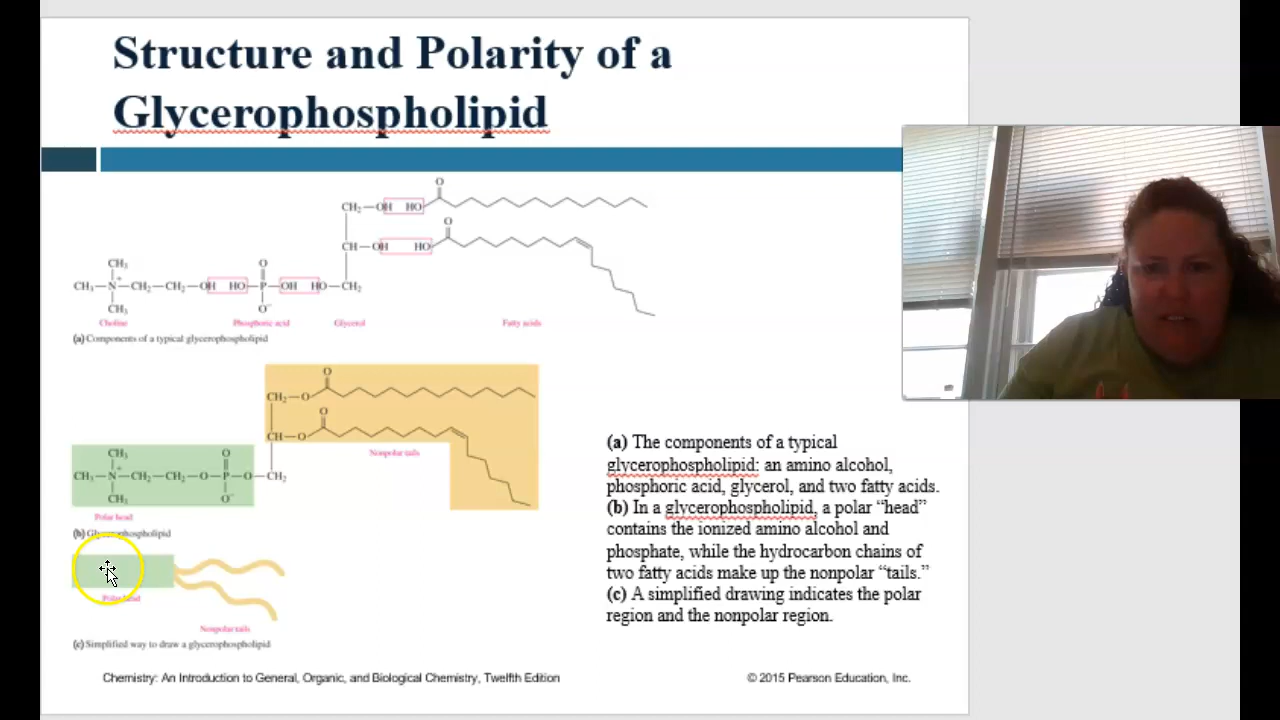 Structure and Polarity of a
Glycerophospholipid
O
CH2—OH HO
O
CH—OH HO
CH3 O
CH3—N+—CH2—CH2—OH HO—P—OH HO—CH2
CH3 O−
Choline Phosphoric acid Glycerol Fatty acids
(a) Components of a typical glycerophospholipid
O
CH2—O
O
CH—O
CH3 O Nonpolar tails
CH3—N+—CH2—CH2—O—P—O—CH2
CH3 O−
Polar head
(b) Glycerophospholipid
Polar head
Nonpolar tails
(c) Simplified way to draw a glycerophospholipid
(a) The components of a typical
glycerophospholipid: an amino alcohol,
phosphoric acid, glycerol, and two fatty acids.
(b) In a glycerophospholipid, a polar “head”
contains the ionized amino alcohol and
phosphate, while the hydrocarbon chains of
two fatty acids make up the nonpolar “tails.”
(c) A simplified drawing indicates the polar
region and the nonpolar region.
Chemistry: An Introduction to General, Organic, and Biological Chemistry, Twelfth Edition
© 2015 Pearson Education, Inc.